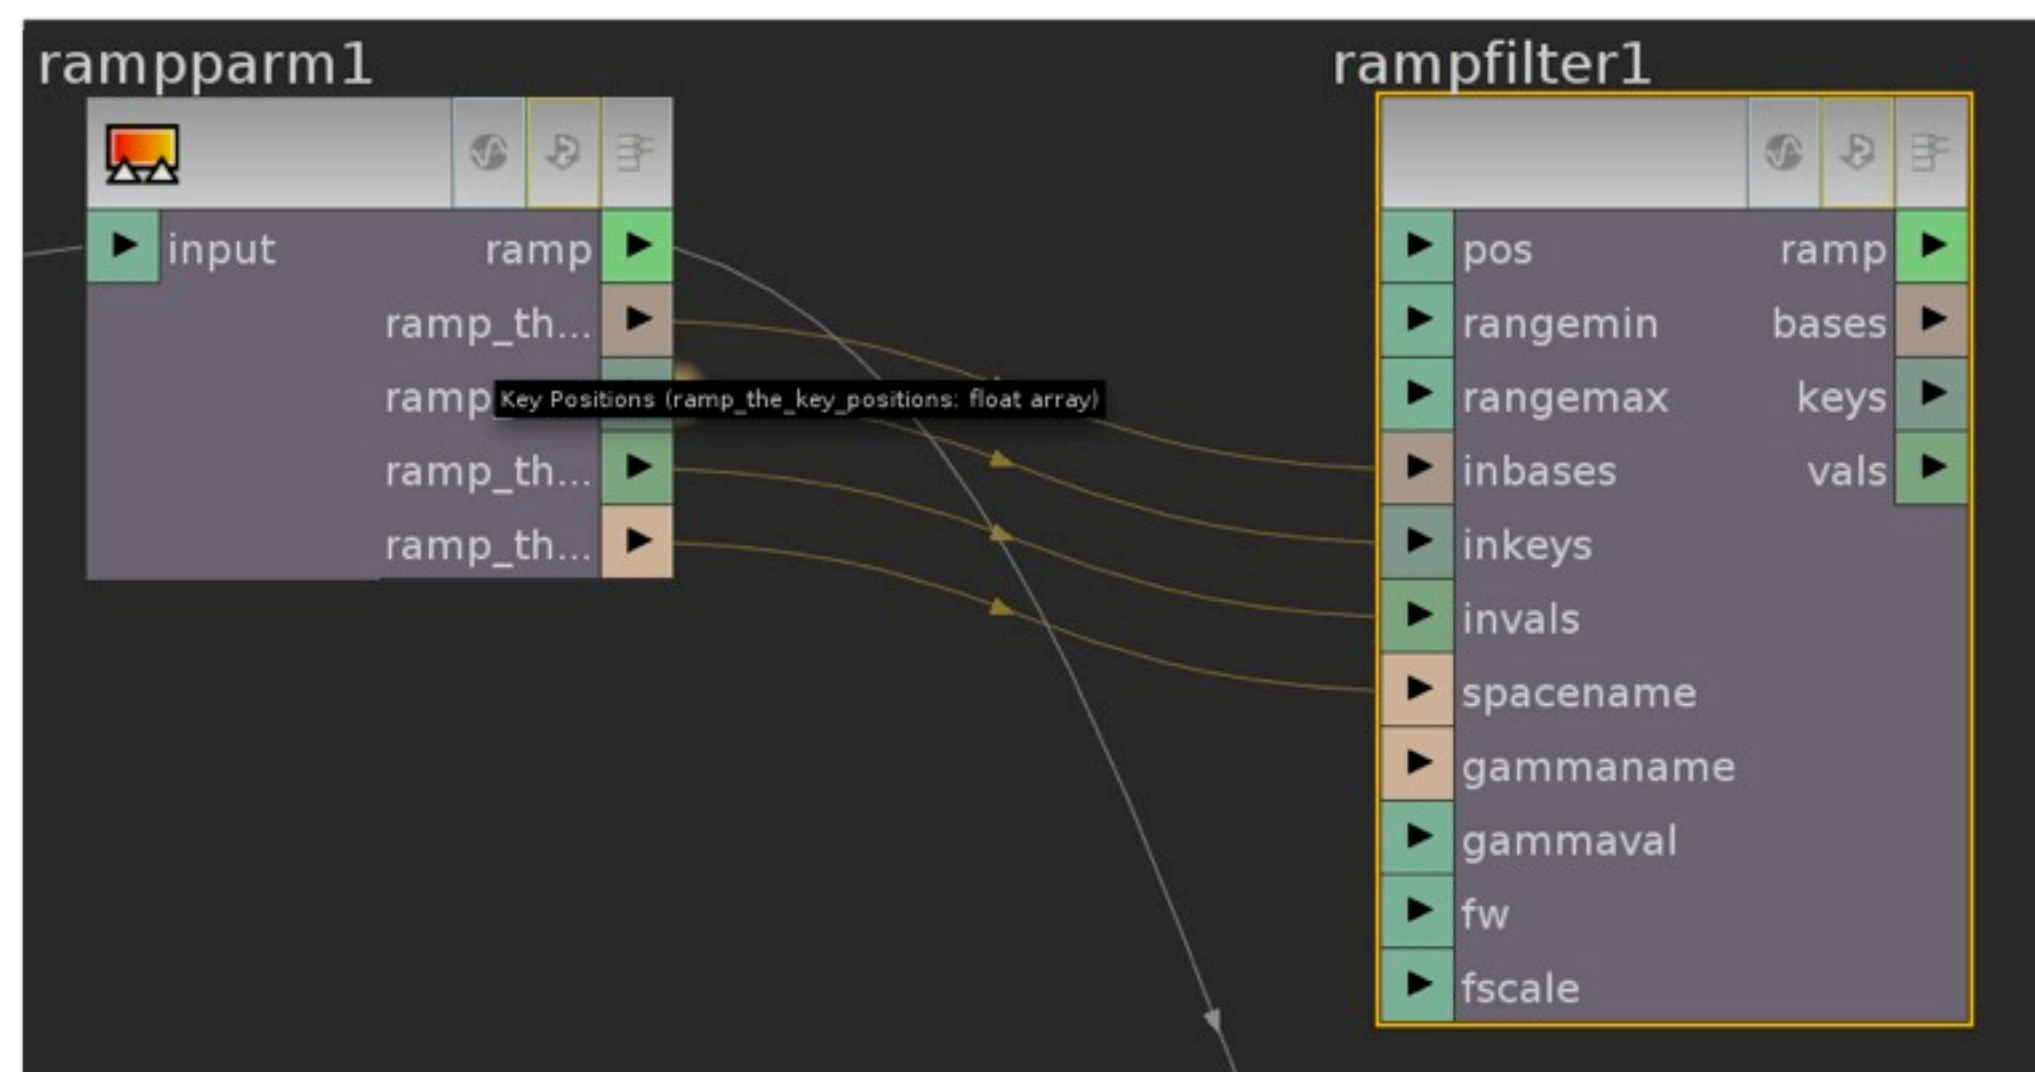 rampparm1
input
ramp
ramp_th...
ramp
Key Positions (ramp_the_key_positions: float array)
ramp_th...
ramp_th...
rampfilter1
pos
ramp
rangemin
bases
rangemax
keys
inbases
vals
inkeys
invals
spacename
gammaname
gammaval
fw
fscale